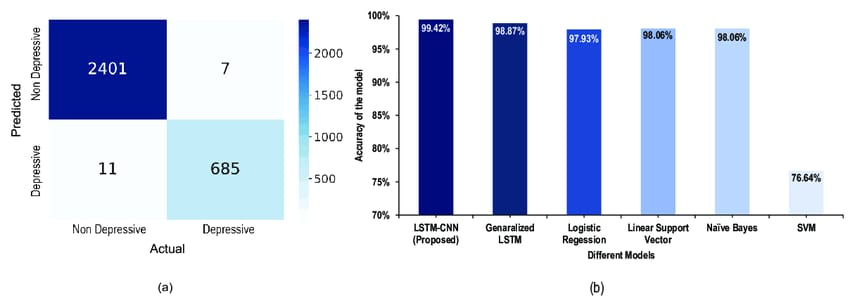 Predicted
Non Depressive
Depressive
2401
7
11
685
Non Depressive
Depressive
Actual
2000
1500
1000
500
(a)
Accuracy of the model
100%
95%
90%
85%
80%
75%
70%
99.42%
98.87%
97.93%
98.06%
98.06%
76.64%
LSTM-CNN
(Proposed)
Genaralized
LSTM
Logistic
Regession
Linear Support
Vector
Naïve Bayes
SVM
Different Models
(b)